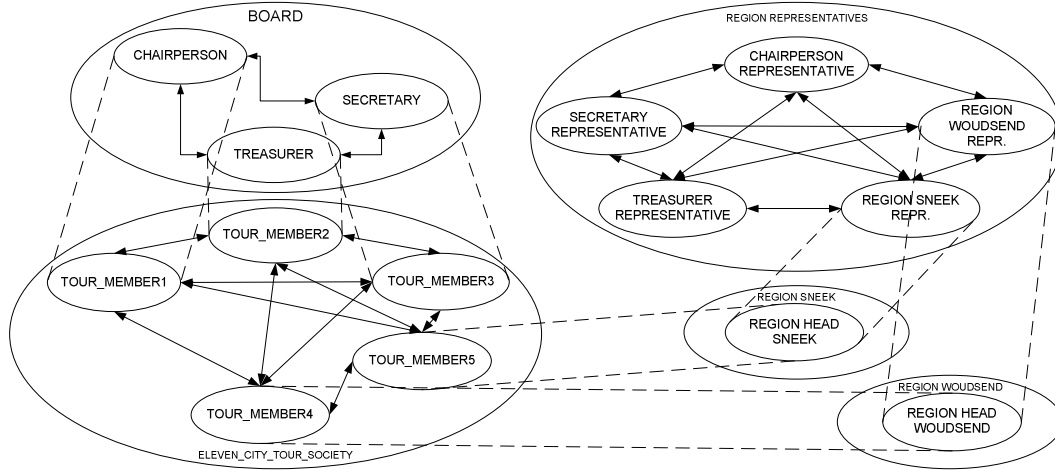 BOARD
CHAIRPERSON
SECRETARY
TREASURER
TOUR_MEMBER2
TOUR_MEMBER1
TOUR_MEMBER3
TOUR_MEMBER5
TOUR_MEMBER4
ELEVEN_CITY_TOUR_SOCIETY
REGION REPRESENTATIVES
CHAIRPERSON
REPRESENTATIVE
SECRETARY
REPRESENTATIVE
REGION
WOUDSEND
REPR.
TREASURER
REPRESENTATIVE
REGION SNEEK
REPR.
REGION SNEEK
REGION HEAD
SNEEK
REGION WOUDSEND
REGION HEAD
WOUDSEND